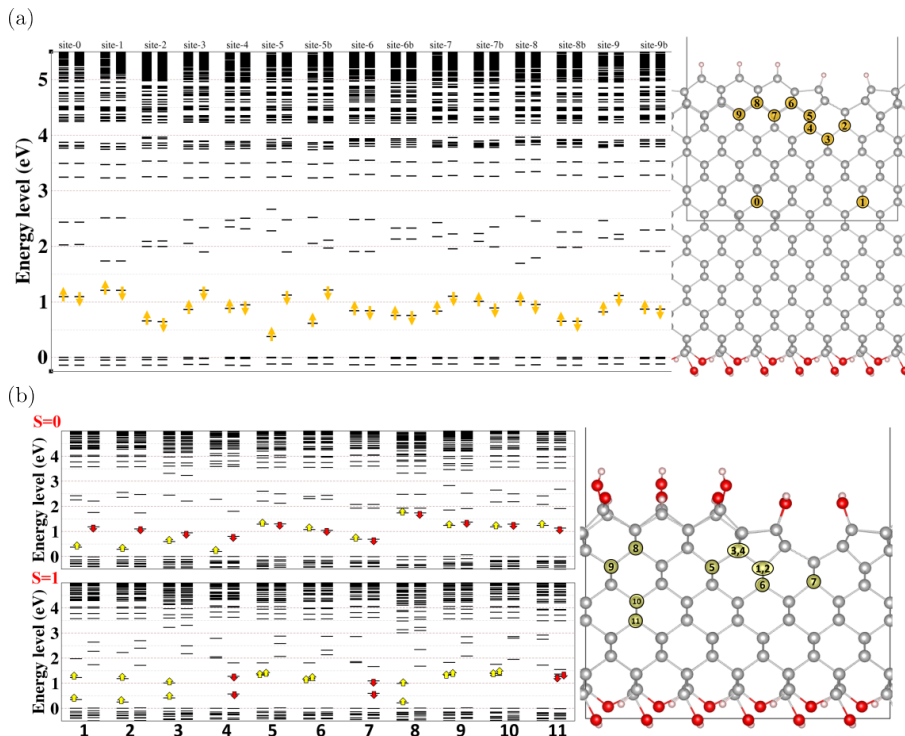 (a)
site-0 site-1 site-2 site-3 site-4 site-5 site-5b site-6 site-6b site-7 site-7b site-8 site-8b site-9 site-9b
Energy level (eV)
5
4
3
2
1
0
8 6
9 7 5 2
4
3
0 1
(b)
S=0
Energy level (eV)
4
3
2
1
0
S=1
Energy level (eV)
4
3
2
1
0
1 2 3 4 5 6 7 8 9 10 11
8 3,4
9 5 1,2
6 7
10
11